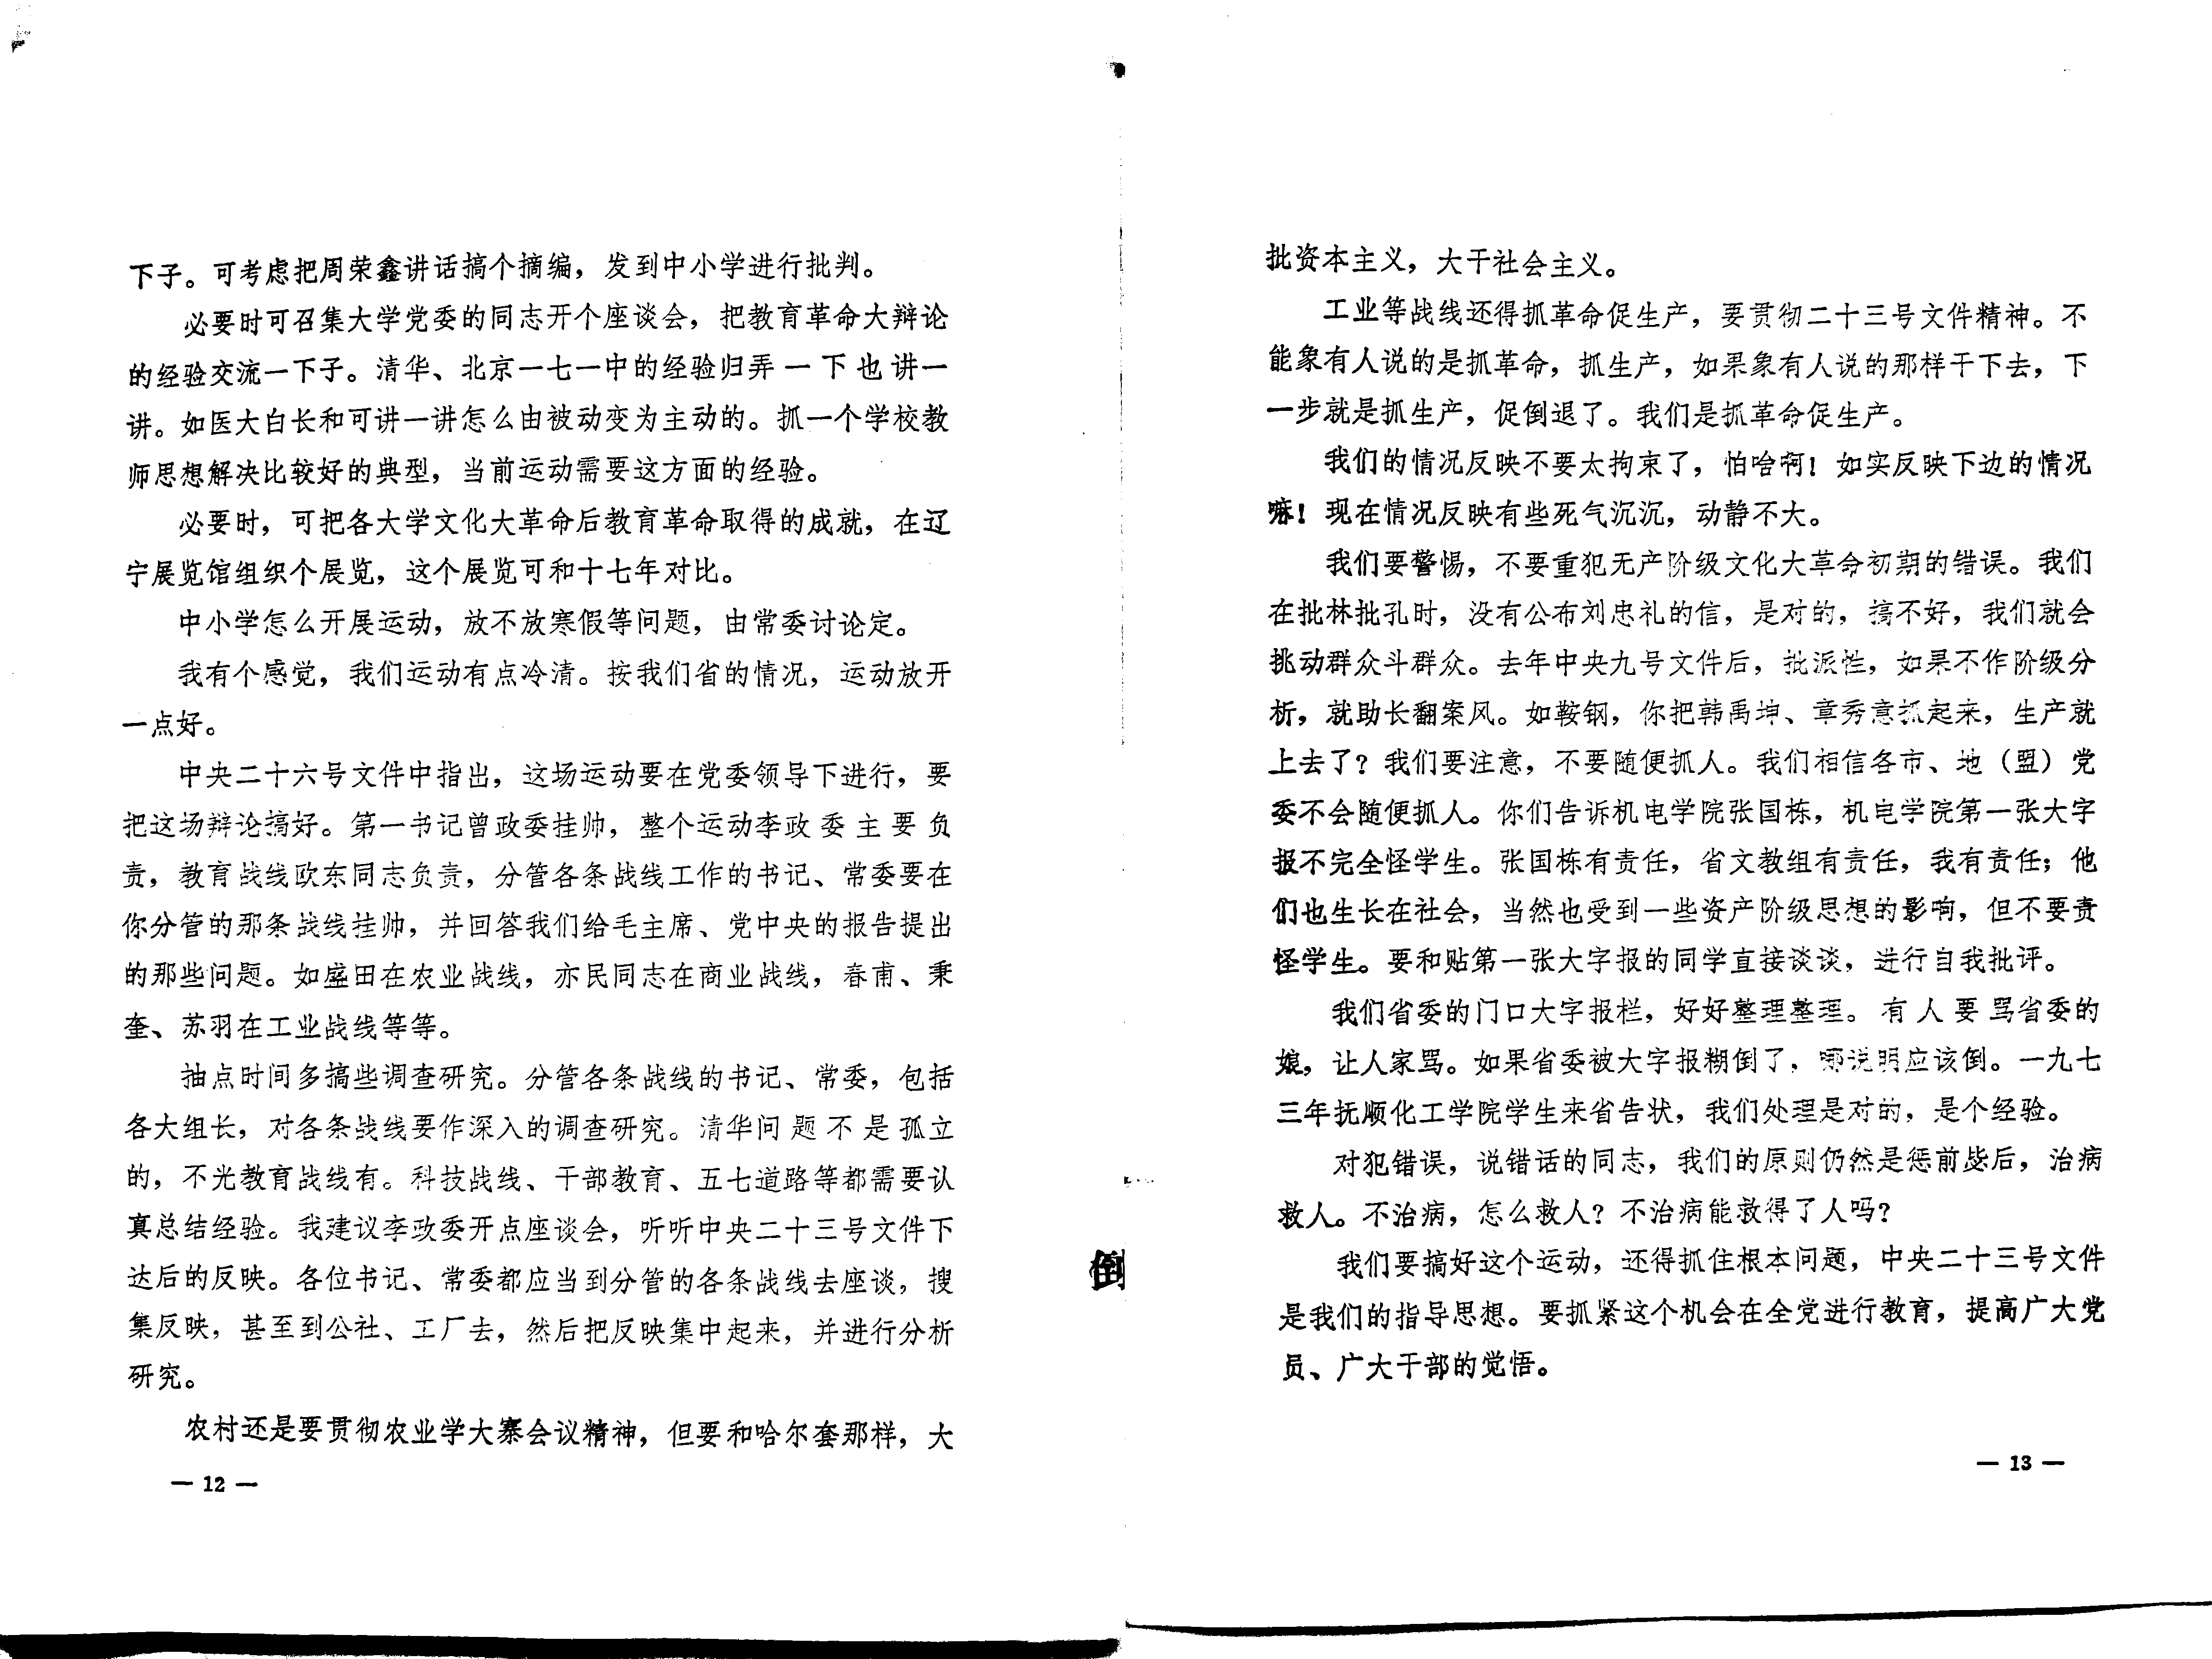 下子。可考虑把周荣鑫讲话搞个摘编，发到中小学进行批判。
必要时可召集大学党委的同志开个座谈会，把教育革命大辩论
的经验交流一下子。清华、北京一七一中的经验归弄一下也讲一
讲。如医大白长和可讲一讲怎么由被动变为主动的。抓一个学校教
师思想解决比较好的典型，当前运动需要这方面的经验。
必要时，可把各大学文化大革命后教育革命取得的成就，在辽
宁展览馆组织个展览，这个展览可和十七年对比。
中小学怎么开展运动，放不放寒假等问题，由常委讨论定。
我有个感觉，我们运动有点冷清。按我们省的情况，运动放开
一点好。
中央二十六号文件中指出，这场运动要在党委领导下进行，要
把这场辩论搞好。第一书记曾政委挂帅，整个运动李政委主要负
责，教育战线欧东同志负责，分管各条战线工作的书记、常委要在
你分管的那条战线挂帅，并回答我们给毛主席、党中央的报告提出
的那些问题。如盛田在农业战线，亦民同志在商业战线，春甫、秉
奎、苏羽在工业战线等等。
抽点时间多搞些调查研究。分管各条战线的书记、常委，包括
各大组长，对各条战线要作深入的调查研究。清华问题不是孤立
的，不光教育战线有。科技战线、干部教育、五七道路等都需要认
真总结经验。我建议李政委开点座谈会，听听中央二十三号文件下
达后的反映。各位书记、常委都应当到分管的各条战线去座谈，搜
集反映，甚至到公社、工厂去，然后把反映集中起来，并进行分析
研究。
农村还是要贯彻农业学大寨会议精神，但要和哈尔套那样，大
— 12 —
倒
批资本主义，大干社会主义。
工业等战线还得抓革命促生产，要贯彻二十三号文件精神。不
能象有人说的是抓革命，抓生产，如果象有人说的那样干下去，下
一步就是抓生产，促倒退了。我们是抓革命促生产。
我们的情况反映不要太拘束了，怕啥啊！如实反映下边的情况
嘛！现在情况反映有些死气沉沉，动静不大。
我们要警惕，不要重犯无产阶级文化大革命初期的错误。我们
在批林批孔时，没有公布刘忠礼的信，是对的，搞不好，我们就会
挑动群众斗群众。去年中央九号文件后，批派性，如果不作阶级分
析，就助长翻案风。如鞍钢，你把韩禹坤、章秀意抓起来，生产就
上去了？我们要注意，不要随便抓人。我们相信各市、地（盟）党
委不会随便抓人。你们告诉机电学院张国栋，机电学院第一张大字
报不完全怪学生。张国栋有责任，省文教组有责任，我有责任；他
们也生长在社会，当然也受到一些资产阶级思想的影响，但不要责
怪学生。要和贴第一张大字报的同学直接谈谈，进行自我批评。
我们省委的门口大字报栏，好好整理整理。有人要骂省委的
娘，让人家骂。如果省委被大字报糊倒了，那说明应该倒。一九七
三年抚顺化工学院学生来省告状，我们处理是对的，是个经验。
对犯错误，说错话的同志，我们的原则仍然是惩前毖后，治病
救人。不治病，怎么救人？不治病能救得了人吗？
我们要搞好这个运动，还得抓住根本问题，中央二十三号文件
是我们的指导思想。要抓紧这个机会在全党进行教育，提高广大党
员、广大干部的觉悟。
— 13 —